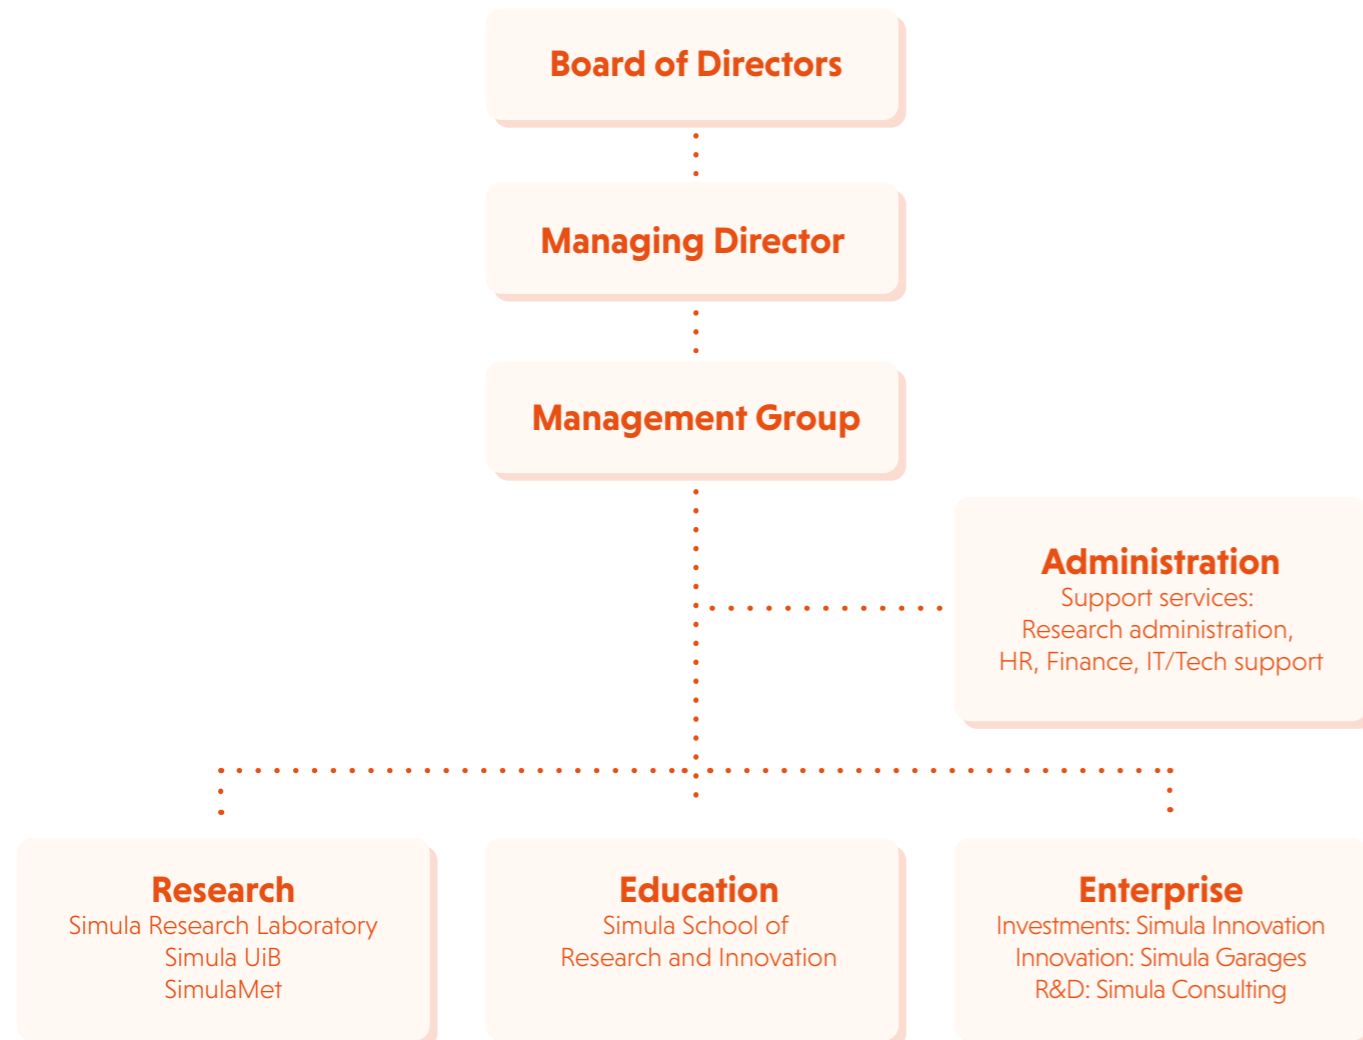 Board of Directors
Managing Director
Management Group
Administration
Support services:
Research administration,
HR, Finance, IT/Tech support
Research
Simula Research Laboratory
Simula UiB
SimulaMet
Education
Simula School of
Research and Innovation
Enterprise
Investments: Simula Innovation
Innovation: Simula Garages
R&D: Simula Consulting